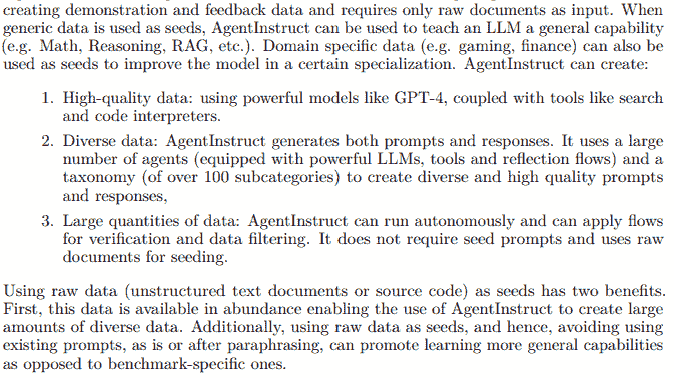 creating demonstration and feedback data and requires only raw documents as input. When
generic data is used as seeds, AgentInstruct can be used to teach an LLM a general capability
(e.g. Math, Reasoning, RAG, etc.). Domain specific data (e.g. gaming, finance) can also be
used as seeds to improve the model in a certain specialization. AgentInstruct can create:
1. High-quality data: using powerful models like GPT-4, coupled with tools like search
and code interpreters.
2. Diverse data: AgentInstruct generates both prompts and responses. It uses a large
number of agents (equipped with powerful LLMs, tools and reflection flows) and a
taxonomy (of over 100 subcategories) to create diverse and high quality prompts
and responses,
3. Large quantities of data: AgentInstruct can run autonomously and can apply flows
for verification and data filtering. It does not require seed prompts and uses raw
documents for seeding.
Using raw data (unstructured text documents or source code) as seeds has two benefits.
First, this data is available in abundance enabling the use of AgentInstruct to create large
amounts of diverse data. Additionally, using raw data as seeds, and hence, avoiding using
existing prompts, as is or after paraphrasing, can promote learning more general capabilities
as opposed to benchmark-specific ones.